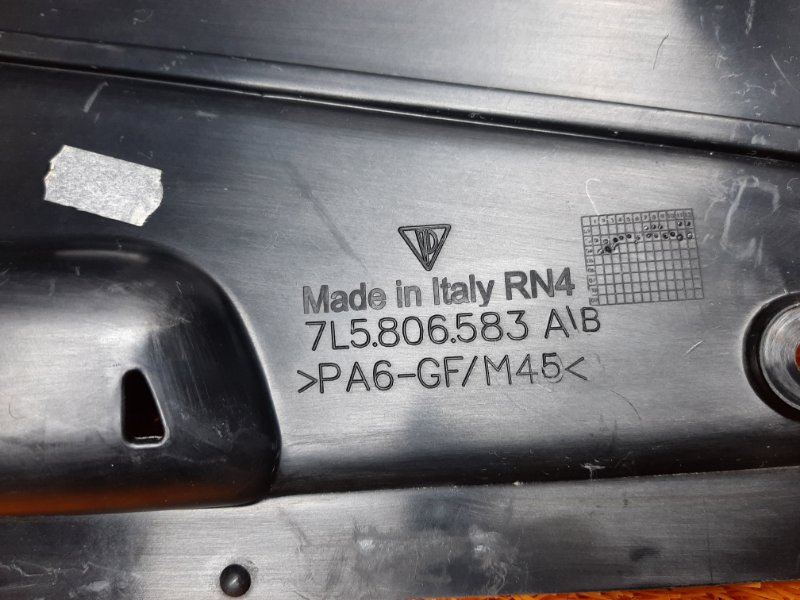 Made in Italy RN4
7L5.806.583 A\B
>PA6-GF/M45<